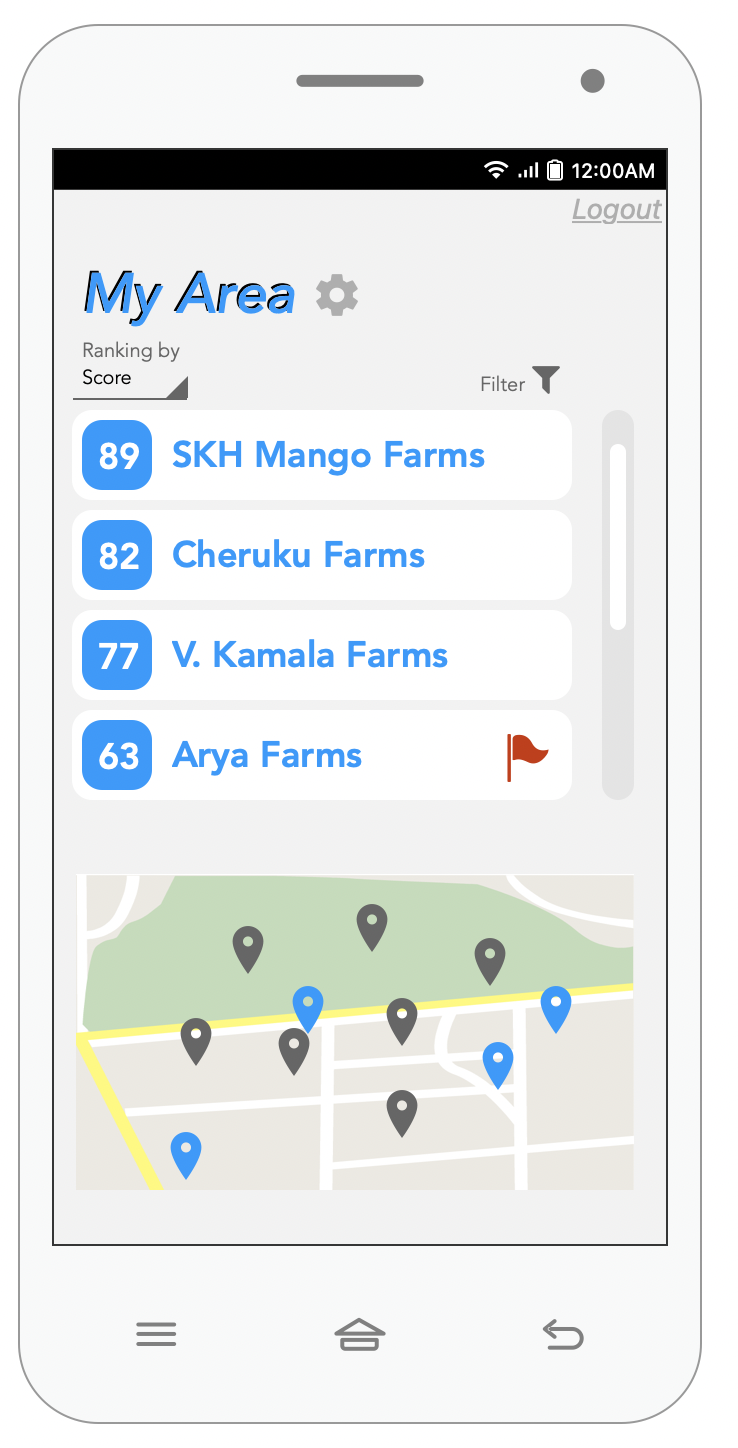 12:00AM
Logout
My Area
Ranking by
Score
Filter
89 SKH Mango Farms
82 Cheruku Farms
77 V. Kamala Farms
63 Arya Farms